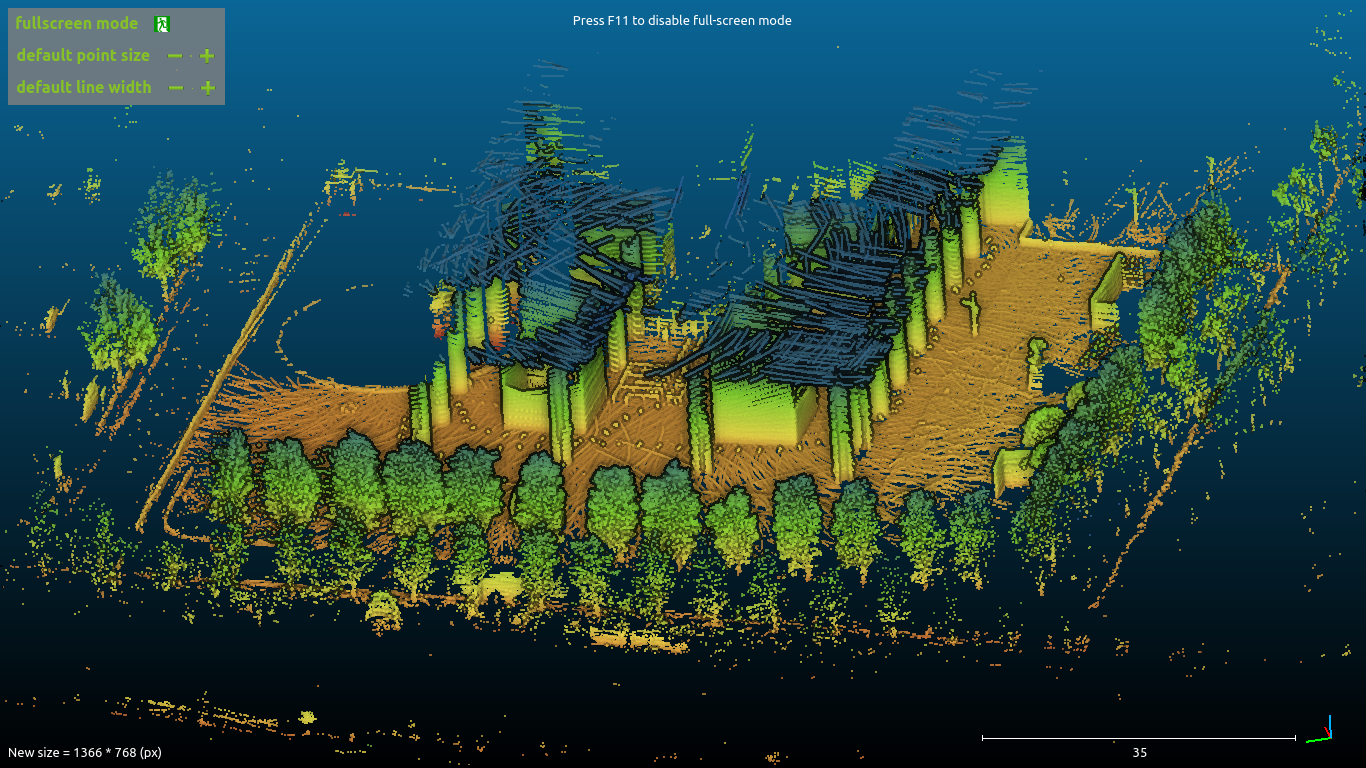 fullscreen mode
Press F11 to disable full-screen mode
default point size
default line width
New size = 1366 * 768 (px)
35